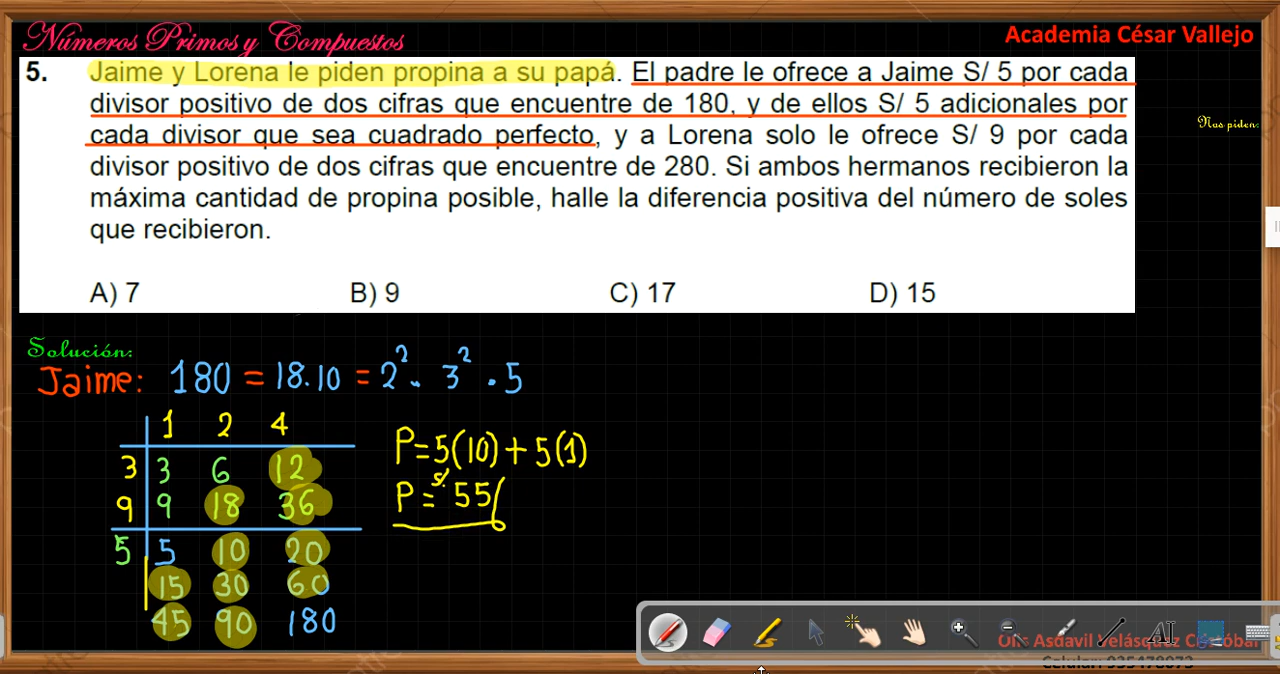 Números Primos y Compuestos
Academia César Vallejo
5. Jaime y Lorena le piden propina a su papá. El padre le ofrece a Jaime S/ 5 por cada
divisor positivo de dos cifras que encuentre de 180, y de ellos S/ 5 adicionales por
cada divisor que sea cuadrado perfecto, y a Lorena solo le ofrece S/ 9 por cada
divisor positivo de dos cifras que encuentre de 280. Si ambos hermanos recibieron la
máxima cantidad de propina posible, halle la diferencia positiva del número de soles
que recibieron.
Nos piden:
A) 7 B) 9 C) 17 D) 15
Solución:
Jaime: 180 = 18.10 = 2² . 3² . 5
1 2 4
3 3 6 12
9 9 18 36
5 5 10 20
15 30 60
45 90 180
P=5(10)+5(1)
P= S/. 55
AI
Asdavil Velásquez